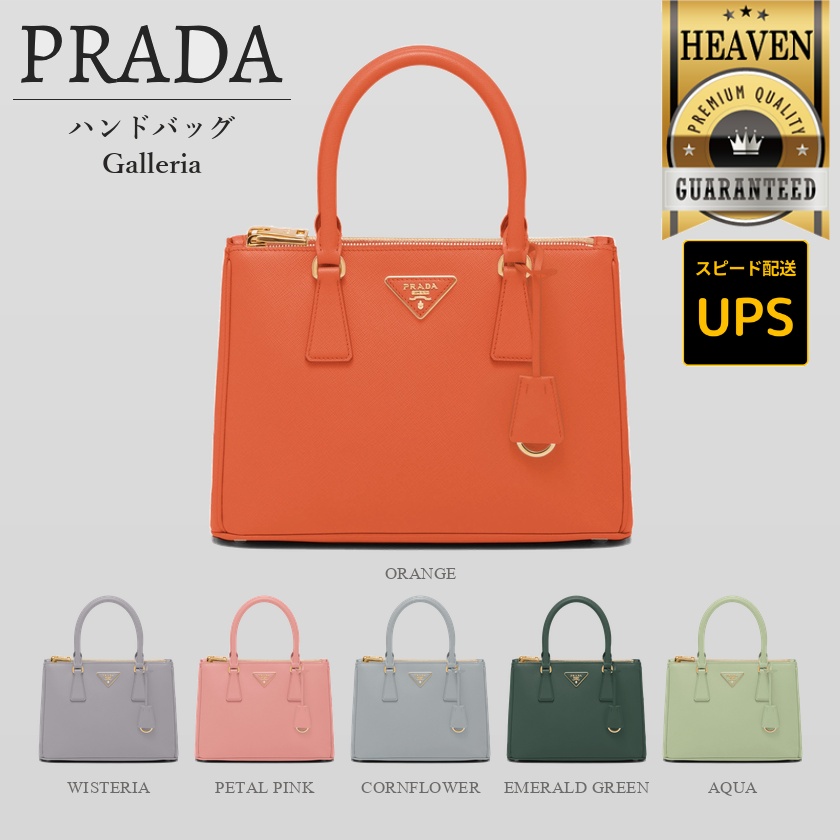 PRADA
ハンドバッグ
Galleria
HEAVEN
PREMIUM QUALITY
GUARANTEED
スピード配送
UPS
PRADA
ORANGE
WISTERIA
PETAL PINK
CORNFLOWER
EMERALD GREEN
AQUA